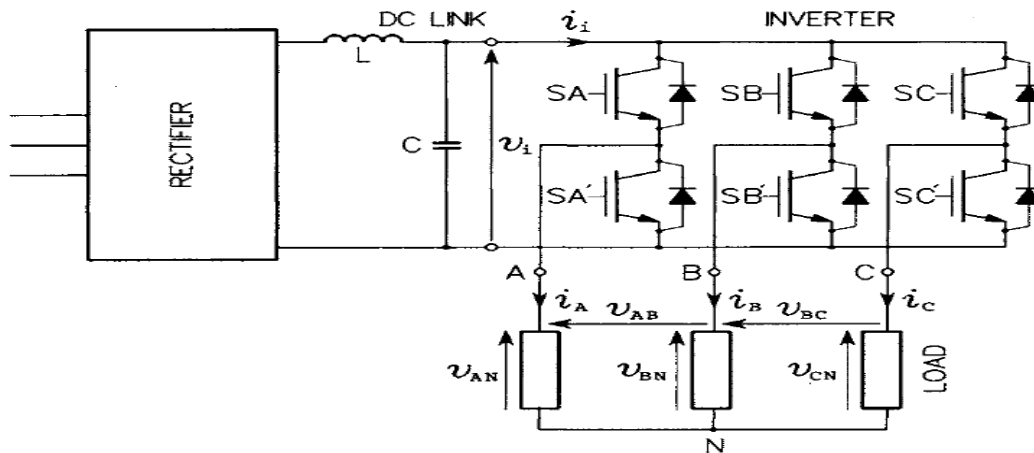 DC LINK
i_i
INVERTER
L
SA
SB
SC
RECTIFIER
C
v_i
SA'
SB'
SC'
A
B
C
i_A
v_AB
i_B
v_BC
i_C
v_AN
v_BN
v_CN
LOAD
N